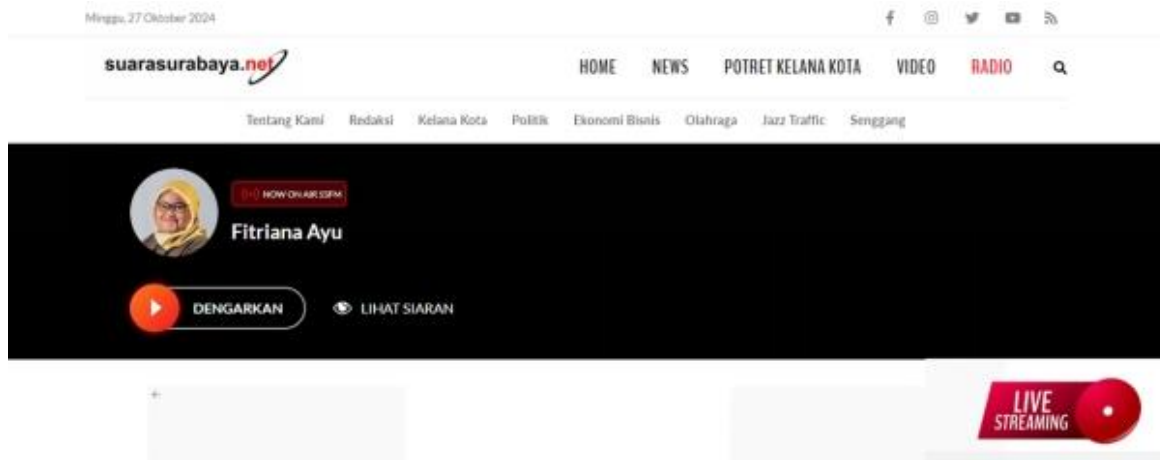 Minggu, 27 Oktober 2024
suarasurabaya.net
HOME NEWS POTRET KELANA KOTA VIDEO RADIO
Tentang Kami Redaksi Kelana Kota Politik Ekonomi Bisnis Olahraga Jazz Traffic Senggang
NOW ON AIR SSFM
Fitriana Ayu
DENGARKAN LIHAT SIARAN
LIVE
STREAMING